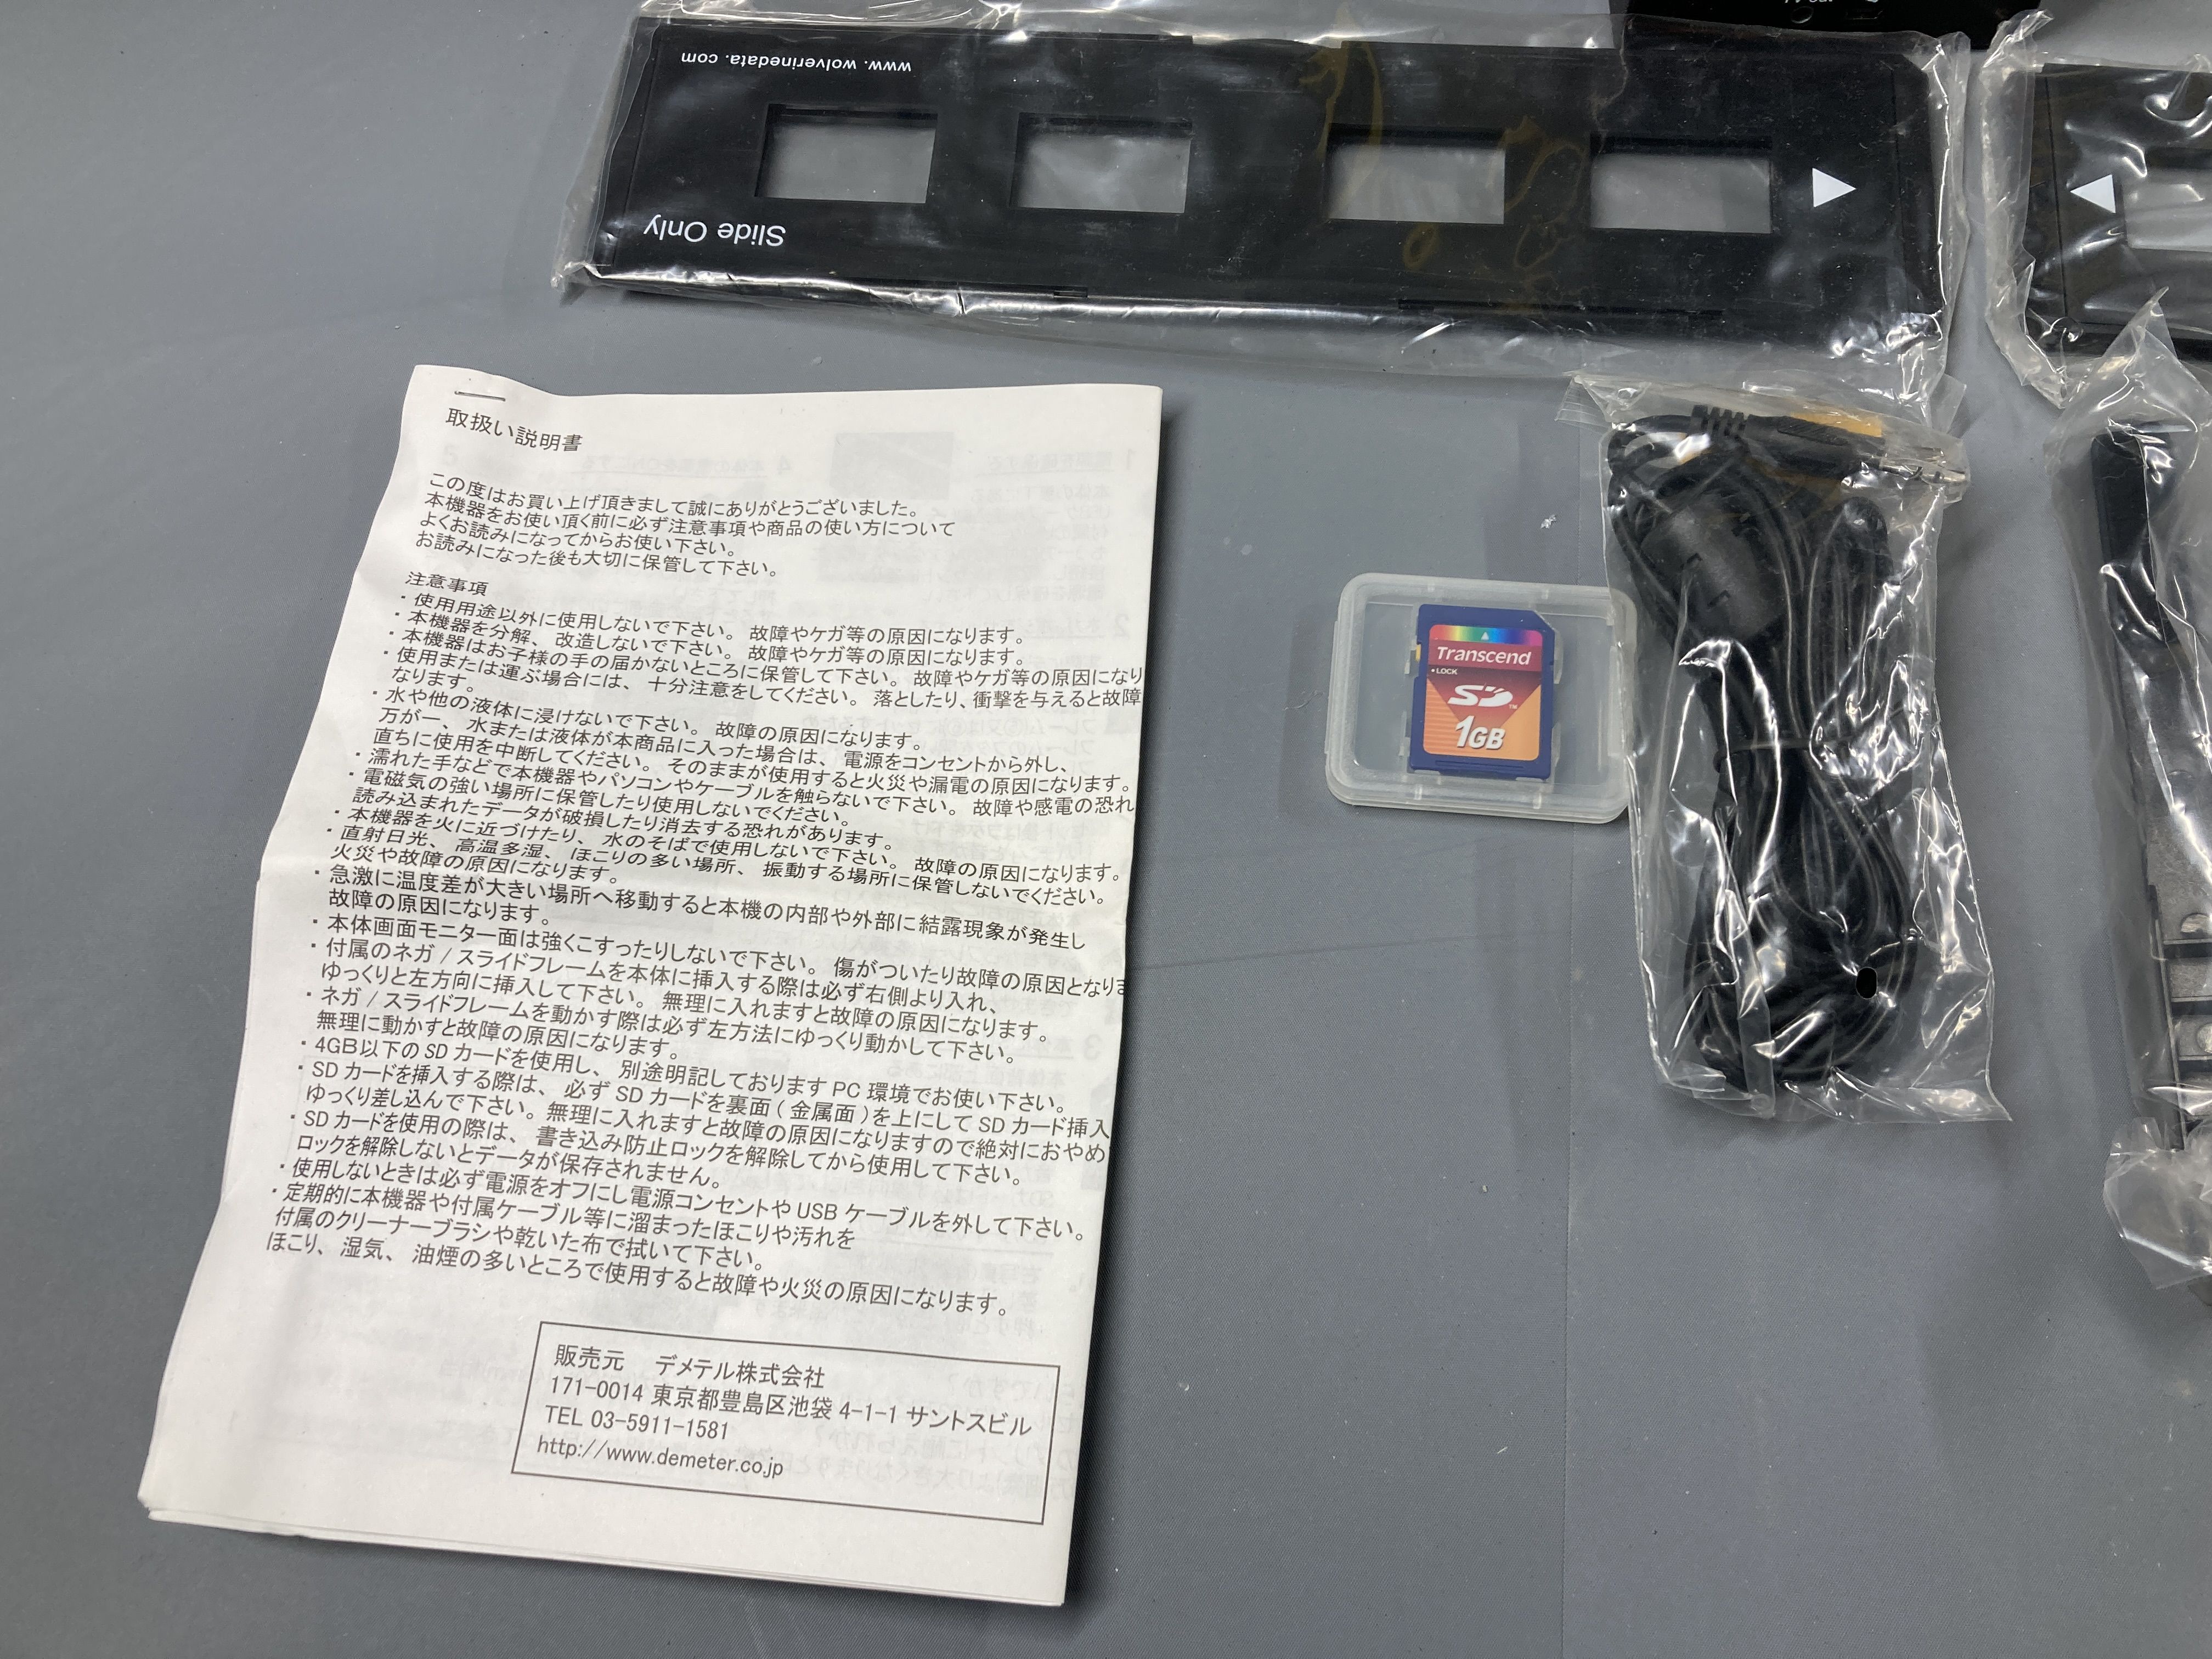 www.wolverinedata.com
Slide Only
取扱い説明書
この度はお買い上げ頂きまして誠にありがとうございました。
本機器をお使い頂く前に必ず注意事項や商品の使い方について
よくお読みになってからお使い下さい。
お読みになった後も大切に保管して下さい。
注意事項
・使用用途以外に使用しないで下さい。故障やケガ等の原因になります。
・本機器を分解、改造しないで下さい。故障やケガ等の原因になります。
・本機器はお子様の手の届かないところに保管して下さい。故障やケガ等の原因になり
・使用または運ぶ場合には、十分注意をしてください。落としたり、衝撃を与えると故障
なります。
・水や他の液体に浸けないで下さい。故障の原因になります。
万が一、水または液体が本商品に入った場合は、電源をコンセントから外し、
直ちに使用を中断してください。そのままが使用すると火災や漏電の原因になります。
・濡れた手などで本機器やパソコンやケーブルを触らないで下さい。故障や感電の恐れ
・電磁気の強い場所に保管したり使用しないでください。
読み込まれたデータが破損したり消去する恐れがあります。
・本機器を火に近づけたり、水のそばで使用しないで下さい。故障の原因になります。
・直射日光、高温多湿、ほこりの多い場所、振動する場所に保管しないでください。
火災や故障の原因になります。
・急激に温度差が大きい場所へ移動すると本機の内部や外部に結露現象が発生し
故障の原因になります。
・本体画面モニター面は強くこすったりしないで下さい。傷がついたり故障の原因となりま
・付属のネガ / スライドフレームを本体に挿入する際は必ず右側より入れ、
ゆっくりと左方向に挿入して下さい。無理に入れますと故障の原因になります。
・ネガ / スライドフレームを動かす際は必ず左方法にゆっくり動かして下さい。
無理に動かすと故障の原因になります。
・4GB以下の SD カードを使用し、別途明記しております PC 環境でお使い下さい。
・SD カードを挿入する際は、必ず SD カードを裏面 ( 金属面 )を上にして SD カード挿入
ゆっくり差し込んで下さい。無理に入れますと故障の原因になりますので絶対におやめ
・SD カードを使用の際は、書き込み防止ロックを解除してから使用して下さい。
ロックを解除しないとデータが保存されません。
・使用しないときは必ず電源をオフにし電源コンセントや USB ケーブルを外して下さい。
・定期的に本機器や付属ケーブル等に溜まったほこりや汚れを
付属のクリーナーブラシや乾いた布で拭いて下さい。
ほこり、湿気、油煙の多いところで使用すると故障や火災の原因になります。
販売元 デメテル株式会社
171-0014 東京都豊島区池袋 4-1-1 サントスビル
TEL 03-5911-1581
http://www.demeter.co.jp
Transcend
LOCK
SD
TM
1GB